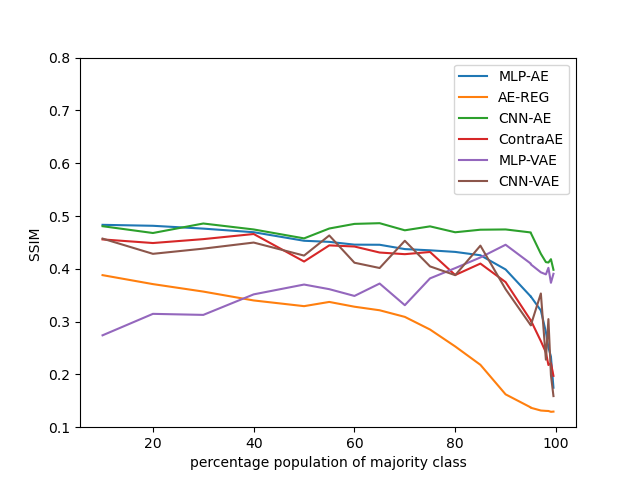 0.8
0.7
0.6
0.5
0.4
0.3
0.2
0.1
SSIM
20
40
60
80
100
percentage population of majority class
MLP-AE
AE-REG
CNN-AE
ContraAE
MLP-VAE
CNN-VAE